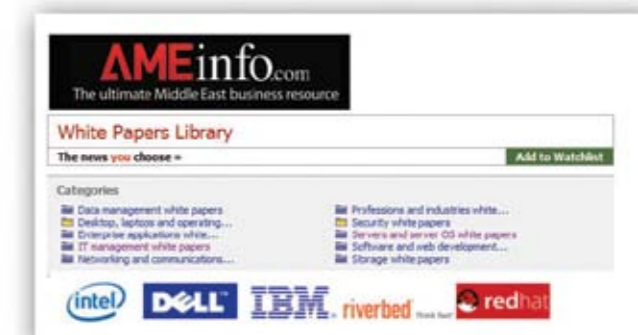 AMEinfo.com
The ultimate Middle East business resource
White Papers Library
The news you choose »
Add to Watchlist
Categories
Data management white papers
Desktop, laptops and operating...
Enterprise applications white...
IT management white papers
Networking and communications...
Professions and industries white...
Security white papers
Servers and server OS white papers
Software and web development...
Storage white papers
intel DELL IBM. riverbed Think fast redhat